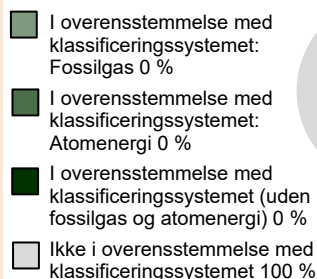 I overensstemmelse med
klassificeringssystemet:
Fossilgas 0 %
I overensstemmelse med
klassificeringssystemet:
Atomenergi 0 %
I overensstemmelse med
klassificeringssystemet (uden
fossilgas og atomenergi) 0 %
Ikke i overensstemmelse med
klassificeringssystemet 100 %